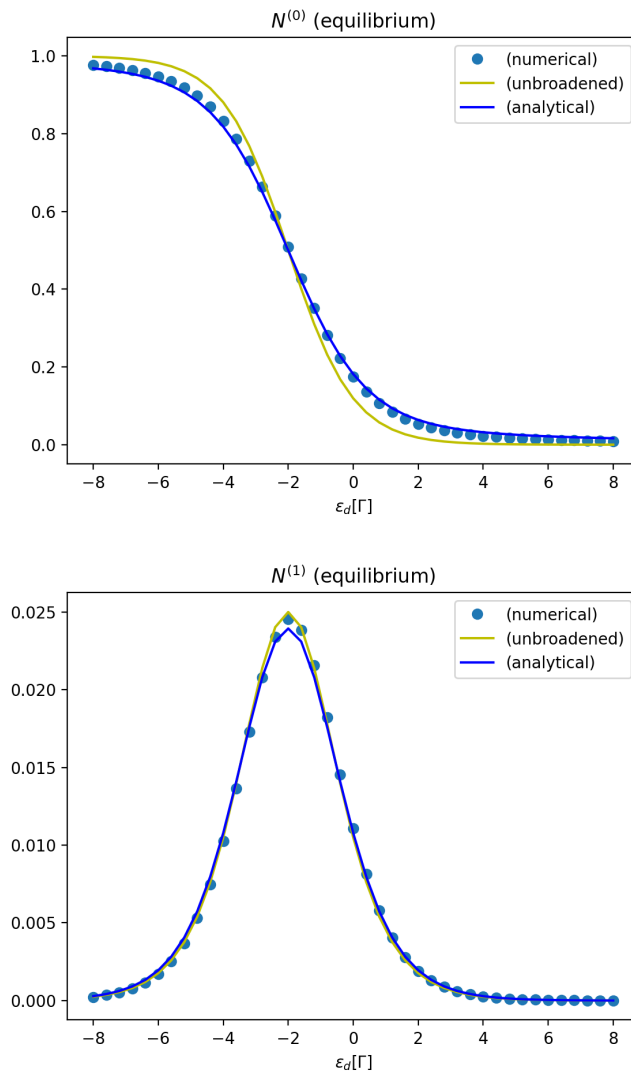 N^{(0)} (equilibrium)
1.0
0.8
0.6
0.4
0.2
0.0
(numerical)
(unbroadened)
(analytical)
−8 −6 −4 −2 0 2 4 6 8
ε_d[Γ]
N^{(1)} (equilibrium)
0.025
0.020
0.015
0.010
0.005
0.000
(numerical)
(unbroadened)
(analytical)
−8 −6 −4 −2 0 2 4 6 8
ε_d[Γ]